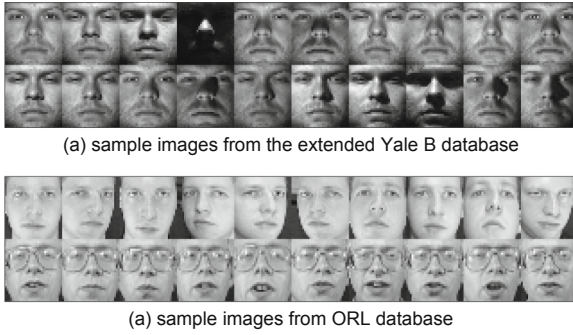 (a) sample images from the extended Yale B database
(a) sample images from ORL database